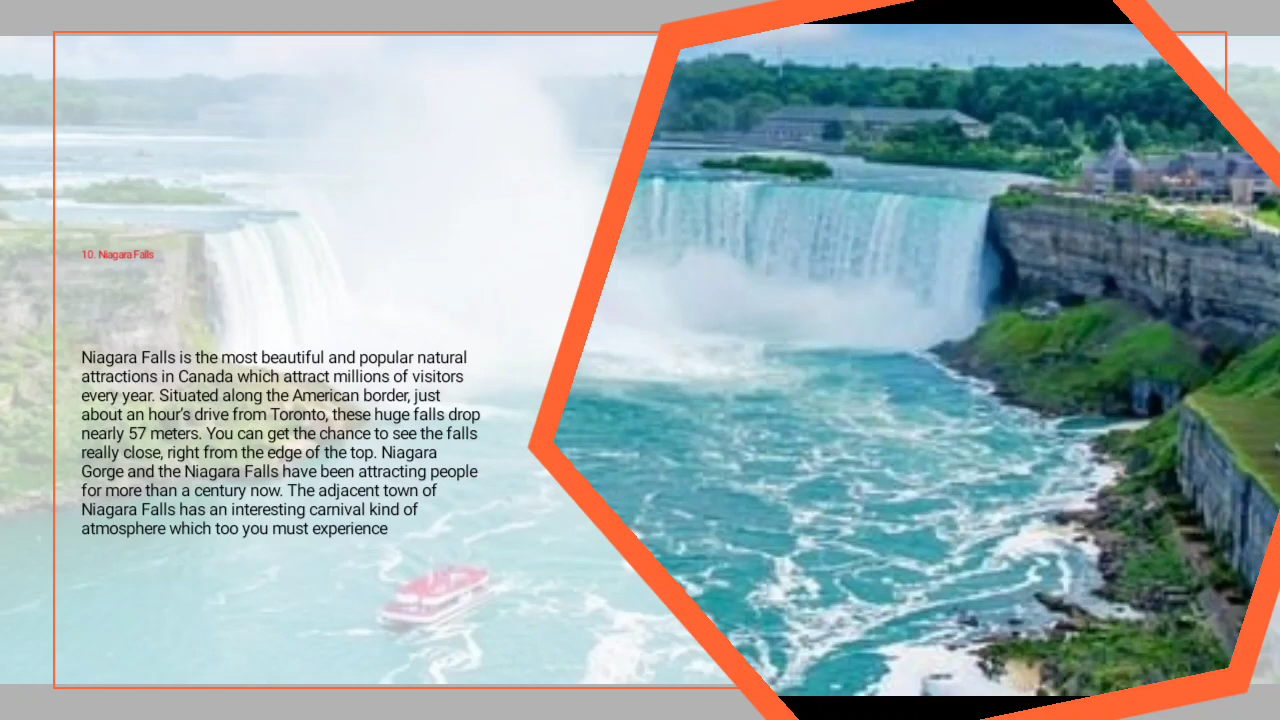 10. Niagara Falls
Niagara Falls is the most beautiful and popular natural
attractions in Canada which attract millions of visitors
every year. Situated along the American border, just
about an hour's drive from Toronto, these huge falls drop
nearly 57 meters. You can get the chance to see the falls
really close, right from the edge of the top. Niagara
Gorge and the Niagara Falls have been attracting people
for more than a century now. The adjacent town of
Niagara Falls has an interesting carnival kind of
atmosphere which too you must experience